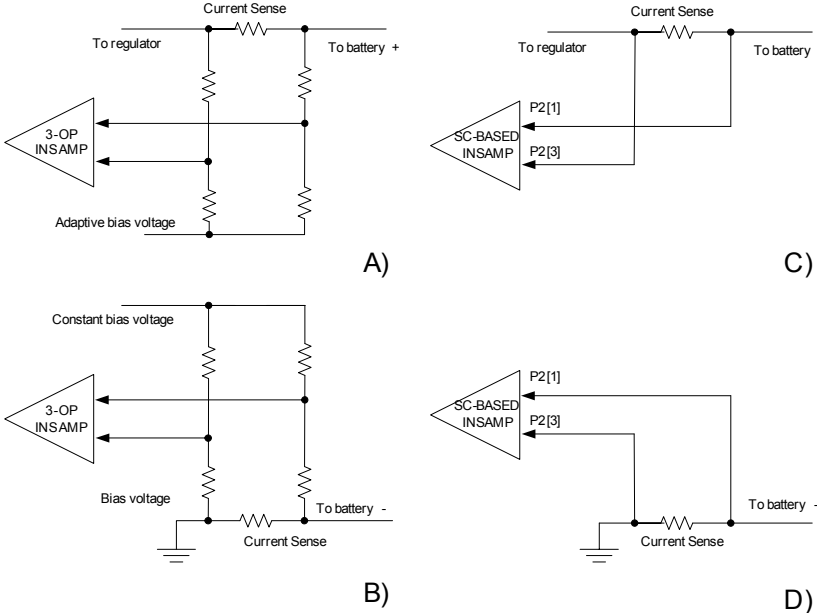 Current Sense
To regulator
To battery +
3-OP
INSAMP
Adaptive bias voltage
A)
Current Sense
To regulator
To battery
P2[1]
SC-BASED
INSAMP
P2[3]
C)
Constant bias voltage
3-OP
INSAMP
Bias voltage
To battery -
Current Sense
B)
P2[1]
SC-BASED
INSAMP
P2[3]
To battery -
Current Sense
D)